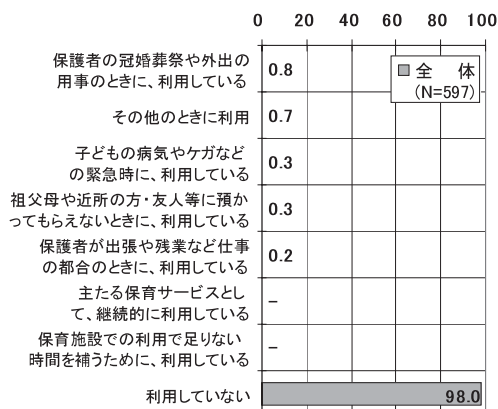 0 20 40 60 80 100
保護者の冠婚葬祭や外出の
用事のときに、利用している
0.8
全 体
(N=597)
その他のときに利用
0.7
子どもの病気やケガなど
の緊急時に、利用している
0.3
祖父母や近所の方・友人等に預か
ってもらえないときに、利用している
0.3
保護者が出張や残業など仕事
の都合のときに、利用している
0.2
主たる保育サービスとし
て、継続的に利用している
－
保育施設での利用で足りない
時間を補うために、利用している
－
利用していない
98.0